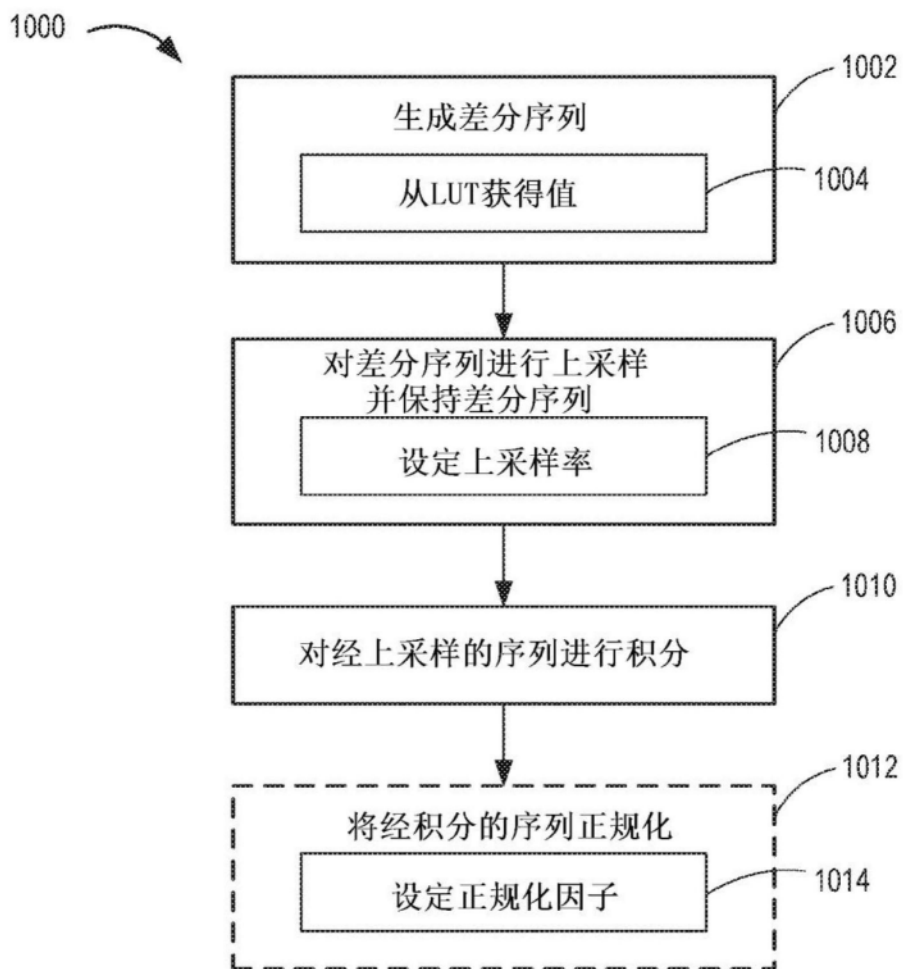 1000
1002
生成差分序列
1004
从LUT获得值
1006
对差分序列进行上采样
并保持差分序列
1008
设定上采样率
1010
对经上采样的序列进行积分
1012
将经积分的序列正规化
1014
设定正规化因子